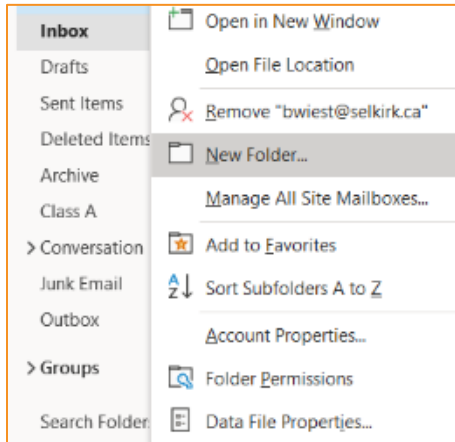 Inbox
Drafts
Sent Items
Deleted Items
Archive
Class A
Conversation
Junk Email
Outbox
Groups
Search Folder
Open in New Window
Open File Location
Remove "bwiest@selkirk.ca"
New Folder...
Manage All Site Mailboxes...
Add to Favorites
Sort Subfolders A to Z
Account Properties...
Folder Permissions
Data File Properties...